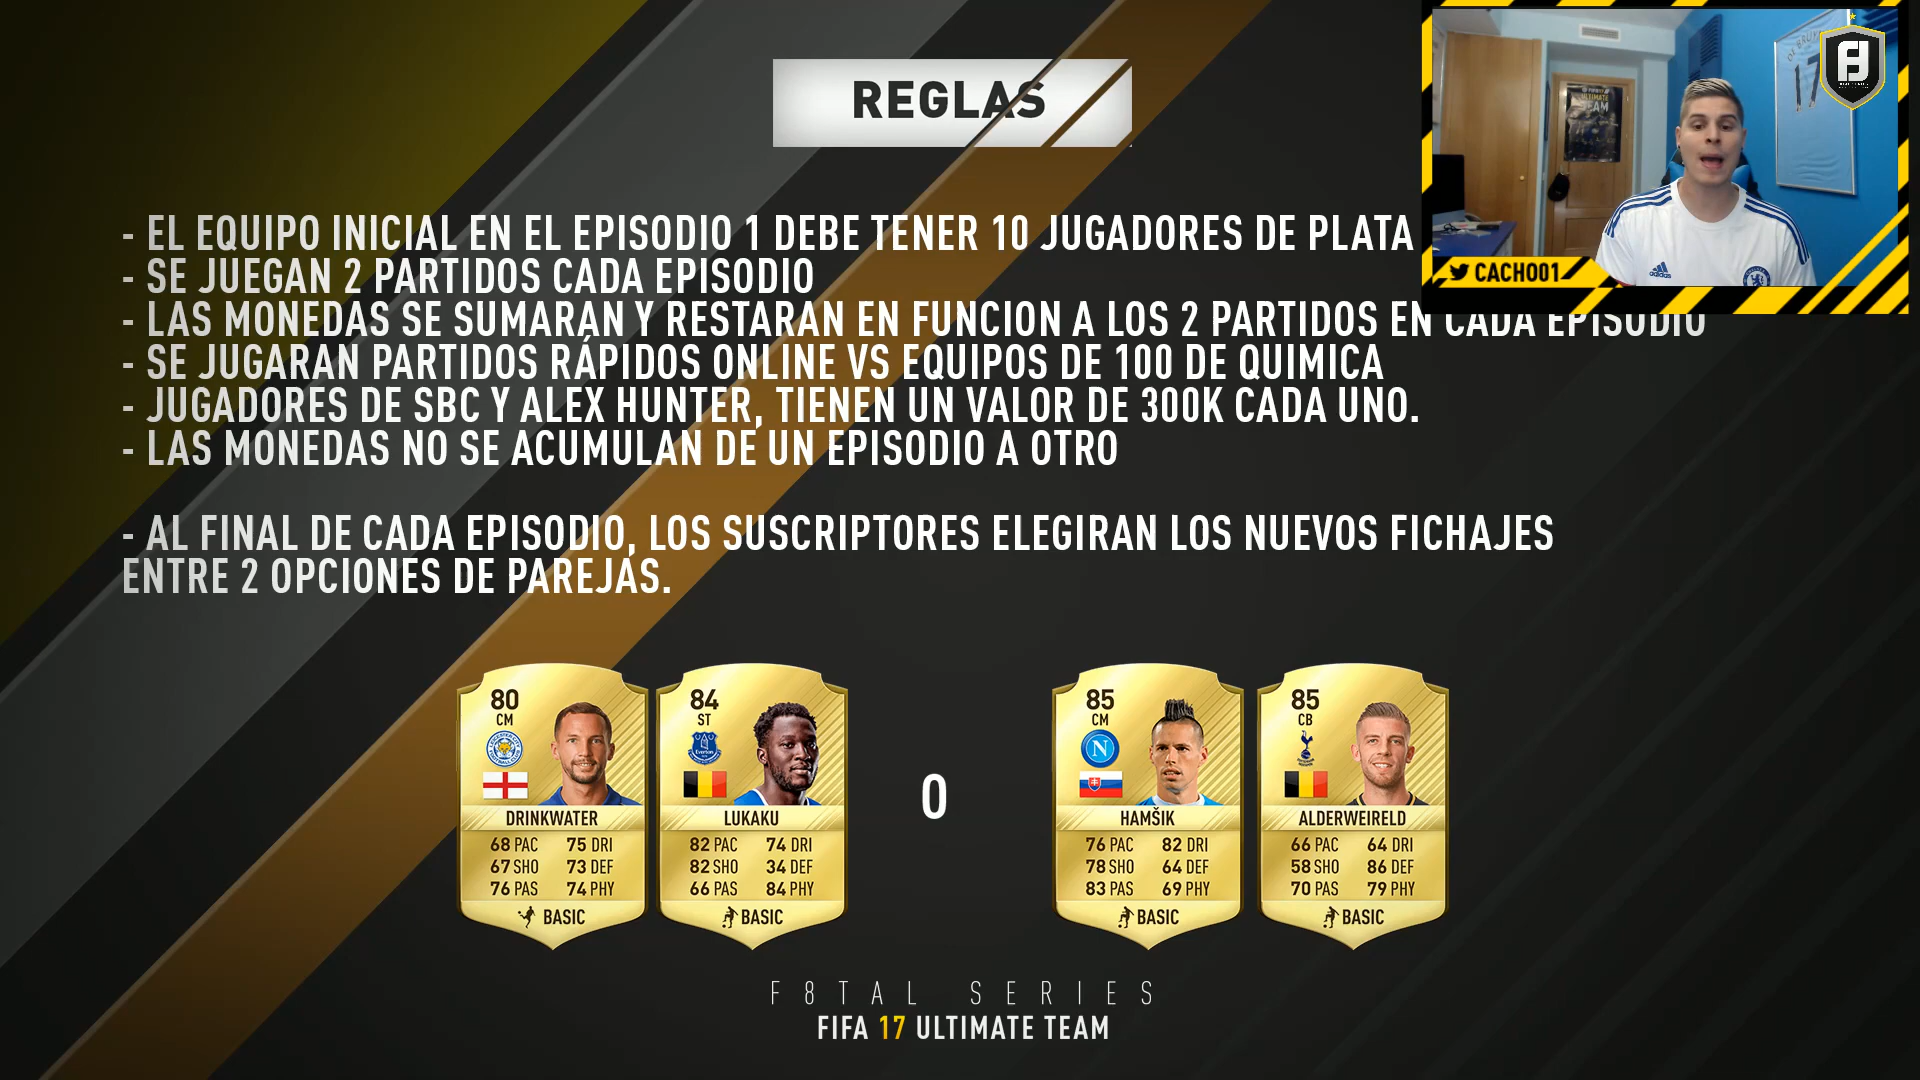 REGLAS
- EL EQUIPO INICIAL EN EL EPISODIO 1 DEBE TENER 10 JUGADORES DE PLATA
- SE JUEGAN 2 PARTIDOS CADA EPISODIO
- LAS MONEDAS SE SUMARAN Y RESTARAN EN FUNCION A LOS 2 PARTIDOS EN CADA EPISODIO
- SE JUGARAN PARTIDOS RÁPIDOS ONLINE VS EQUIPOS DE 100 DE QUIMICA
- JUGADORES DE SBC Y ALEX HUNTER, TIENEN UN VALOR DE 300K CADA UNO.
- LAS MONEDAS NO SE ACUMULAN DE UN EPISODIO A OTRO
- AL FINAL DE CADA EPISODIO, LOS SUSCRIPTORES ELEGIRAN LOS NUEVOS FICHAJES
ENTRE 2 OPCIONES DE PAREJAS.
CACHO01
17
adidas
80
CM
DRINKWATER
68 PAC 75 DRI
67 SHO 73 DEF
76 PAS 74 PHY
BASIC
84
ST
Everton
LUKAKU
82 PAC 74 DRI
82 SHO 34 DEF
66 PAS 84 PHY
BASIC
0
85
CM
N
HAMŠIK
76 PAC 82 DRI
78 SHO 64 DEF
83 PAS 69 PHY
BASIC
85
CB
ALDERWEIRELD
66 PAC 64 DRI
58 SHO 86 DEF
70 PAS 79 PHY
BASIC
F8TAL SERIES
FIFA 17 ULTIMATE TEAM